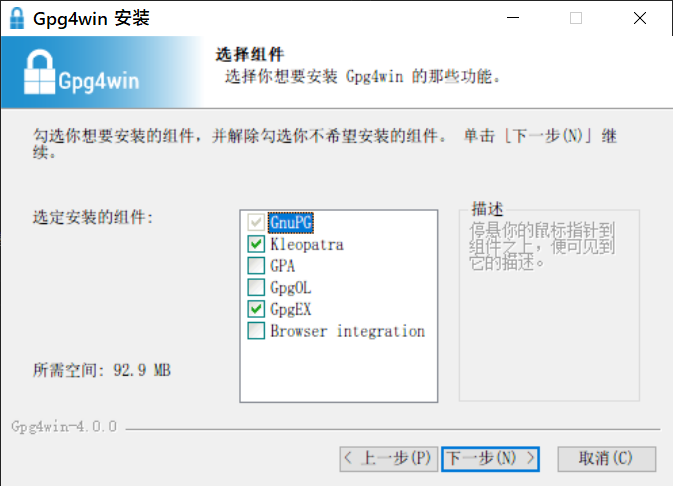 Gpg4win 安装
Gpg4win
选择组件
选择你想要安装 Gpg4win 的那些功能。
勾选你想要安装的组件，并解除勾选你不希望安装的组件。 单击 [下一步(N)] 继
续。
选定安装的组件:
GnuPG
Kleopatra
GPA
GpgOL
GpgEX
Browser integration
描述
停悬你的鼠标指针到
组件之上，便可见到
它的描述。
所需空间: 92.9 MB
Gpg4win-4.0.0
< 上一步(P)
下一步(N) >
取消(C)